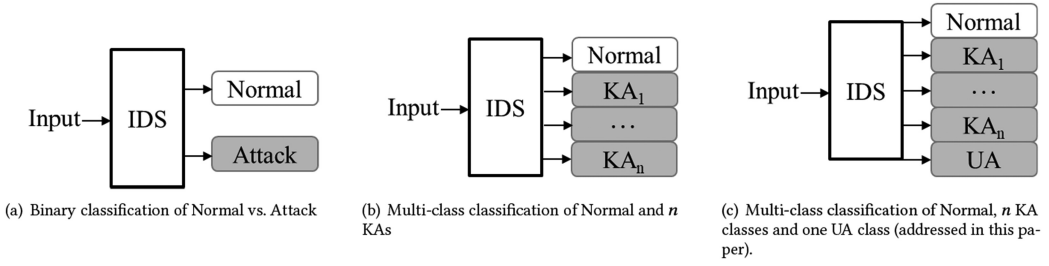 Input
IDS
Normal
Attack
(a) Binary classification of Normal vs. Attack
Input
IDS
Normal
KA1
...
KAn
(b) Multi-class classification of Normal and n
KAs
Input
IDS
Normal
KA1
...
KAn
UA
(c) Multi-class classification of Normal, n KA
classes and one UA class (addressed in this pa-
per).